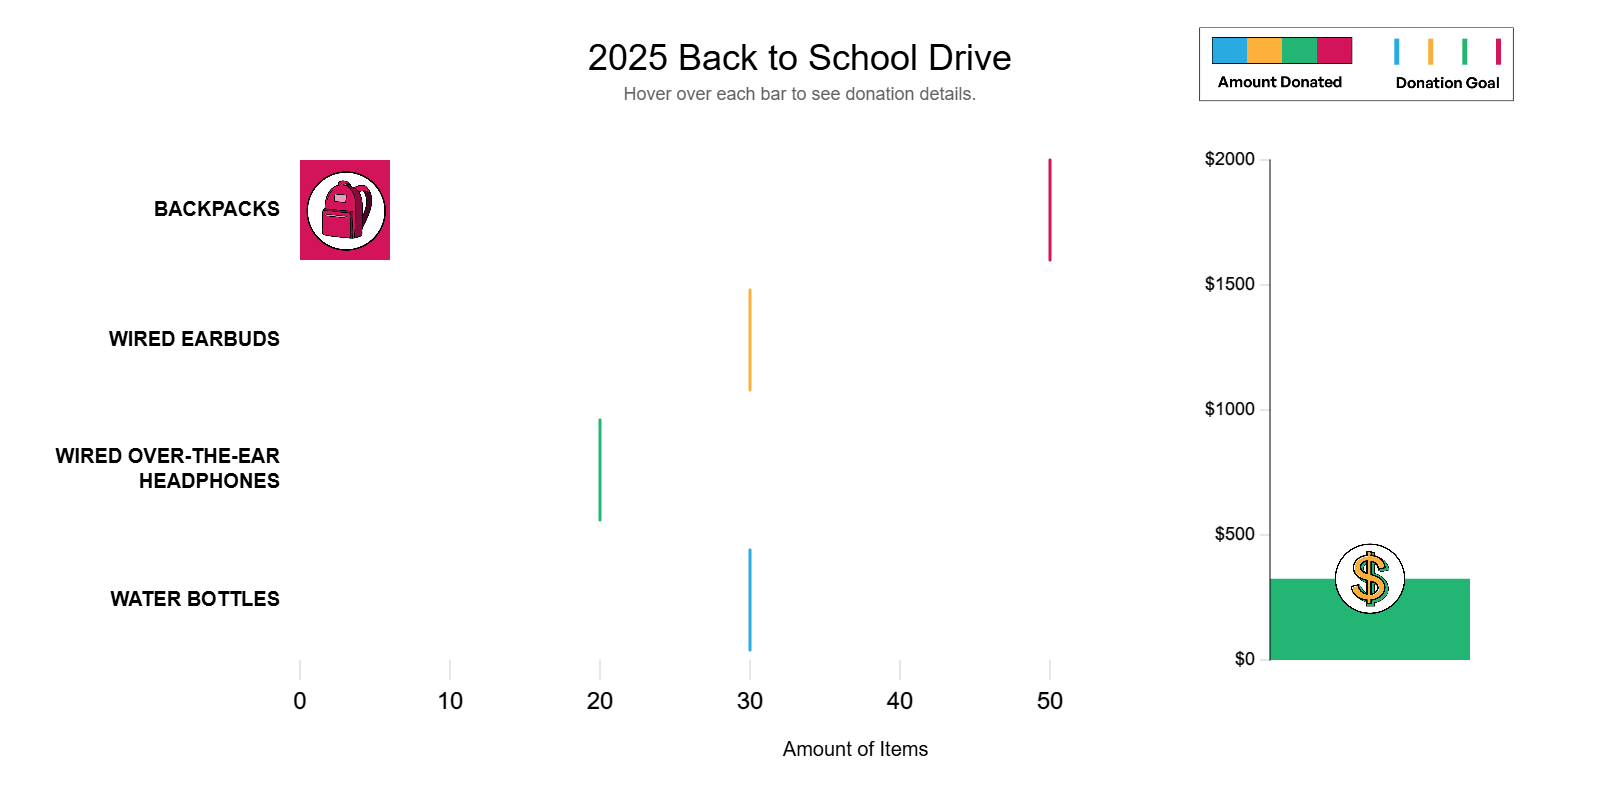 2025 Back to School Drive
Hover over each bar to see donation details.
Amount Donated
Donation Goal
BACKPACKS
WIRED EARBUDS
WIRED OVER-THE-EAR
HEADPHONES
WATER BOTTLES
0 10 20 30 40 50
Amount of Items
$2000
$1500
$1000
$500
$0
$